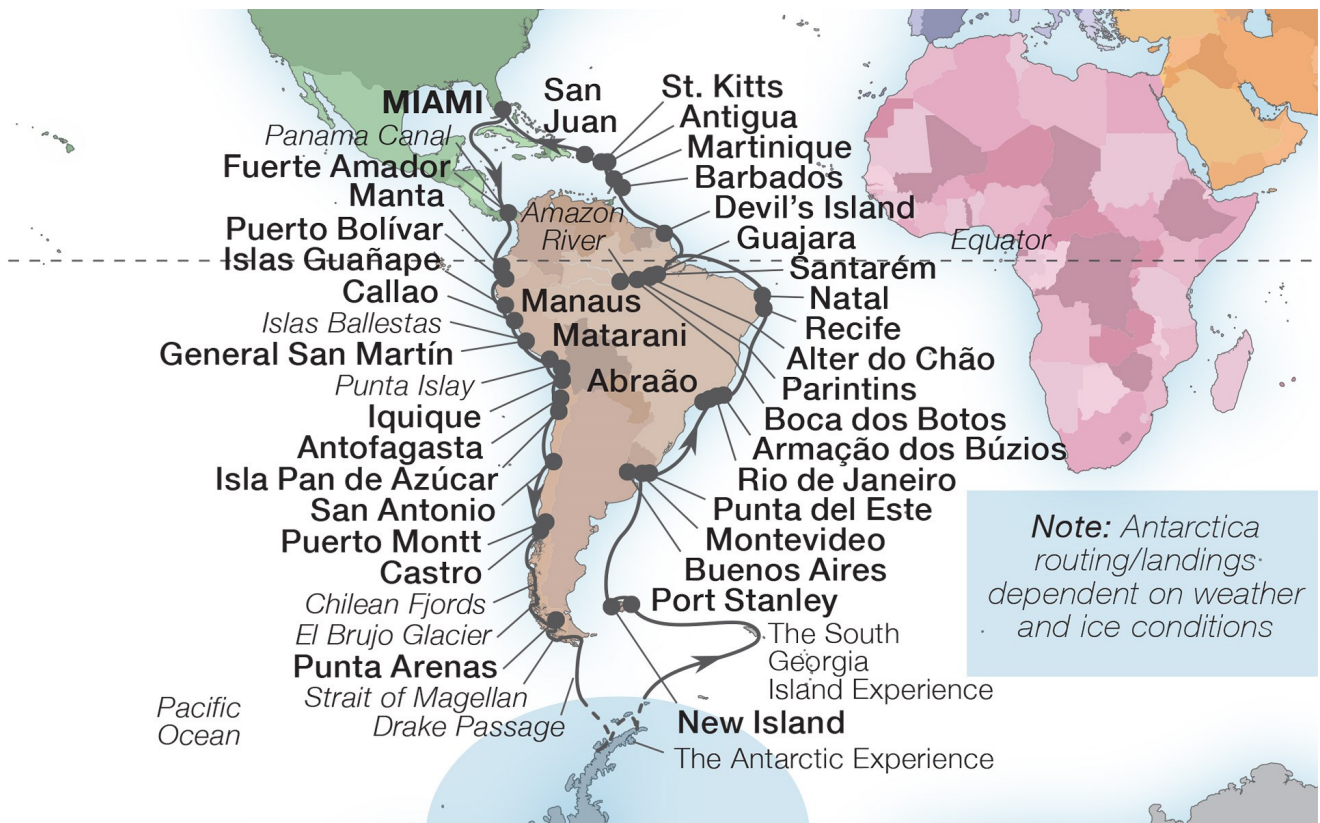 MIAMI
San
Juan
St. Kitts
Antigua
Martinique
Barbados
Devil's Island
Guajara
Santarém
Natal
Recife
Alter do Chão
Parintins
Boca dos Botos
Armação dos Búzios
Rio de Janeiro
Punta del Este
Montevideo
Buenos Aires
Port Stanley
The South
Georgia
Island Experience
New Island
The Antarctic Experience
Panama Canal
Fuerte Amador
Manta
Puerto Bolívar
Islas Guañape
Callao
Islas Ballestas
General San Martín
Punta Islay
Iquique
Antofagasta
Isla Pan de Azúcar
San Antonio
Puerto Montt
Castro
Chilean Fjords
El Brujo Glacier
Punta Arenas
Strait of Magellan
Drake Passage
Amazon
River
Manaus
Matarani
Abraão
Equator
Pacific
Ocean
Note: Antarctica
routing/landings
dependent on weather
and ice conditions